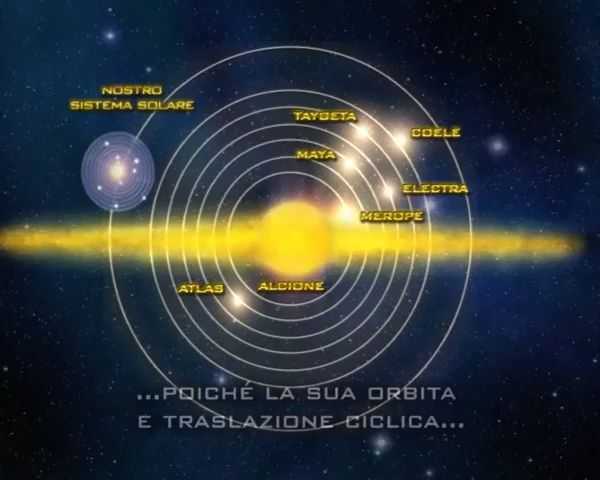 NOSTRO
SISTEMA SOLARE
TAYGETA
COELE
MAYA
ELECTRA
MEROPE
ATLAS
ALCIONE
...POICHÉ LA SUA ORBITA
E TRASLAZIONE CICLICA...